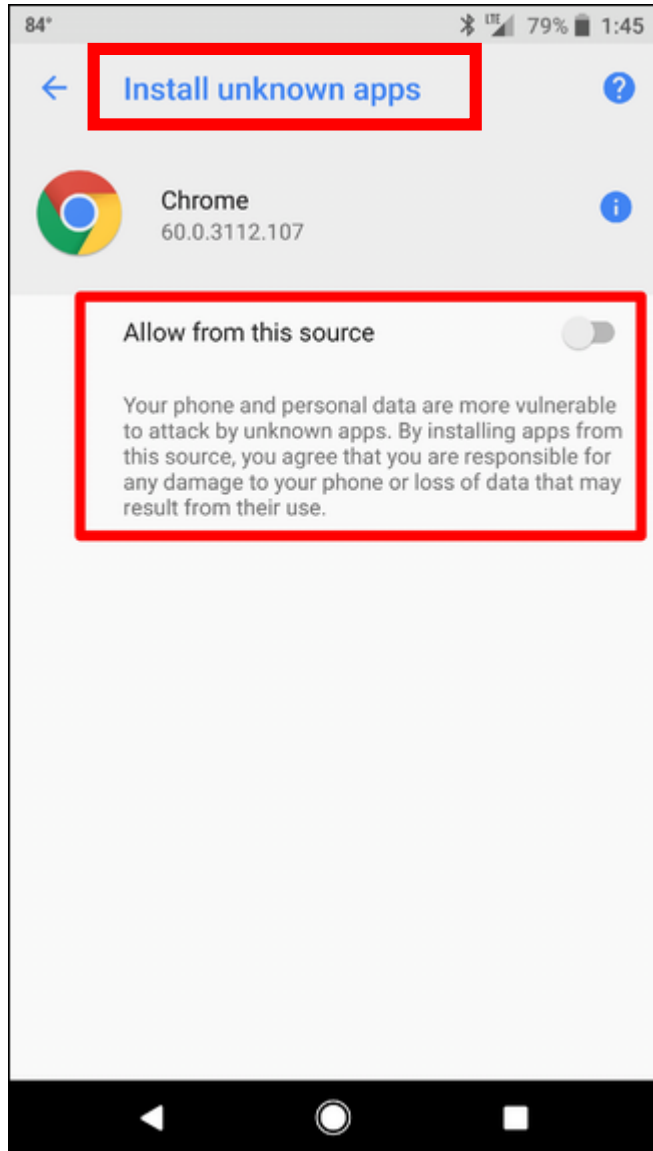 84° LTE 79% 1:45
Install unknown apps ?
Chrome i
60.0.3112.107
Allow from this source
Your phone and personal data are more vulnerable
to attack by unknown apps. By installing apps from
this source, you agree that you are responsible for
any damage to your phone or loss of data that may
result from their use.